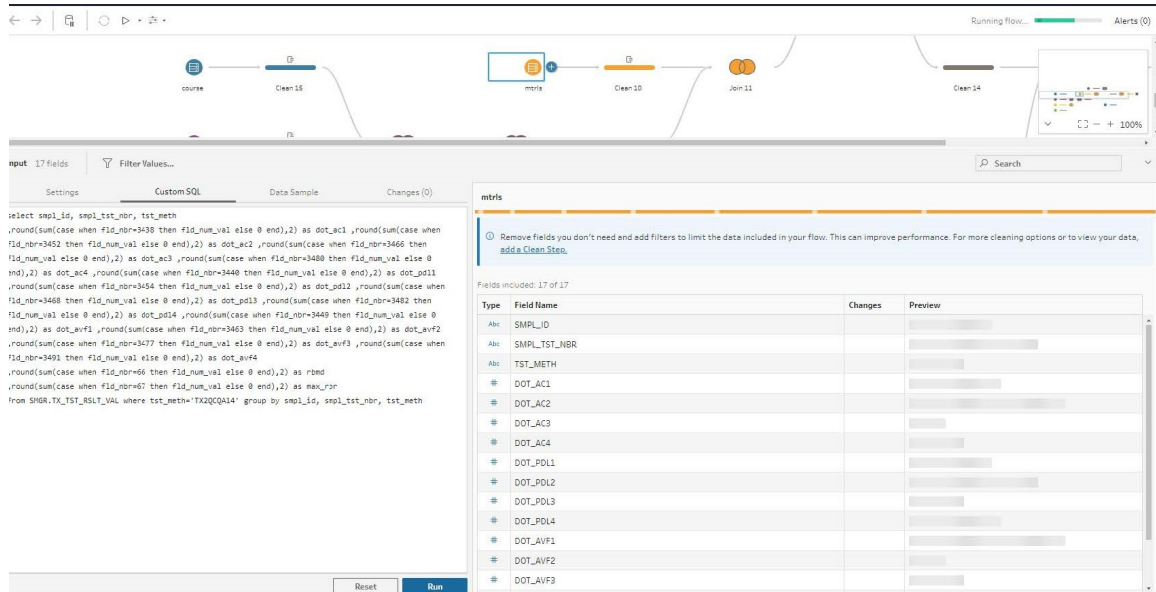 Running flow...
Alerts (0)
course
Clean 15
mtrls
Clean 10
Join 11
Clean 14
100%
nput 17 fields
Filter Values...
Search
Settings
Custom SQL
Data Sample
Changes (0)
select smpl_id, smpl_tst_nbr, tst_meth
,round(sum(case when fld_nbr=3438 then fld_num_val else 0 end),2) as dot_ac1 ,round(sum(case when
fld_nbr=3452 then fld_num_val else 0 end),2) as dot_ac2 ,round(sum(case when fld_nbr=3466 then
fld_num_val else 0 end),2) as dot_ac3 ,round(sum(case when fld_nbr=3480 then fld_num_val else 0
end),2) as dot_ac4 ,round(sum(case when fld_nbr=3440 then fld_num_val else 0 end),2) as dot_pdl1
,round(sum(case when fld_nbr=3454 then fld_num_val else 0 end),2) as dot_pdl2 ,round(sum(case when
fld_nbr=3468 then fld_num_val else 0 end),2) as dot_pdl3 ,round(sum(case when fld_nbr=3482 then
fld_num_val else 0 end),2) as dot_pdl4 ,round(sum(case when fld_nbr=3449 then fld_num_val else 0
end),2) as dot_avf1 ,round(sum(case when fld_nbr=3463 then fld_num_val else 0 end),2) as dot_avf2
,round(sum(case when fld_nbr=3477 then fld_num_val else 0 end),2) as dot_avf3 ,round(sum(case when
fld_nbr=3491 then fld_num_val else 0 end),2) as dot_avf4
,round(sum(case when fld_nbr=66 then fld_num_val else 0 end),2) as rbmd
,round(sum(case when fld_nbr=67 then fld_num_val else 0 end),2) as max_rbr
from SMGR.TX_TST_RSLT_VAL where tst_meth='TX2QCQA14' group by smpl_id, smpl_tst_nbr, tst_meth
Reset
Run
mtrls
Remove fields you don't need and add filters to limit the data included in your flow. This can improve performance. For more cleaning options or to view your data,
add a Clean Step.
Fields included: 17 of 17
Type Field Name Changes Preview
Abc SMPL_ID
Abc SMPL_TST_NBR
Abc TST_METH
# DOT_AC1
# DOT_AC2
# DOT_AC3
# DOT_AC4
# DOT_PDL1
# DOT_PDL2
# DOT_PDL3
# DOT_PDL4
# DOT_AVF1
# DOT_AVF2
# DOT_AVF3